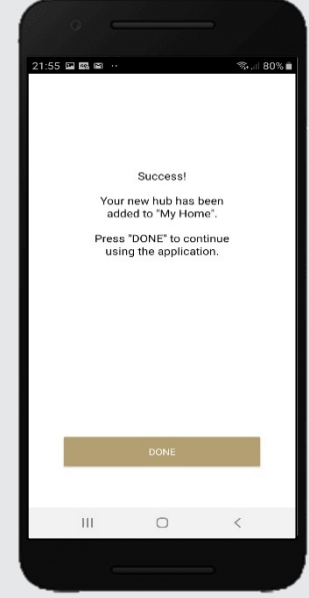 21:55
80%
Success!
Your new hub has been
added to "My Home".
Press "DONE" to continue
using the application.
DONE